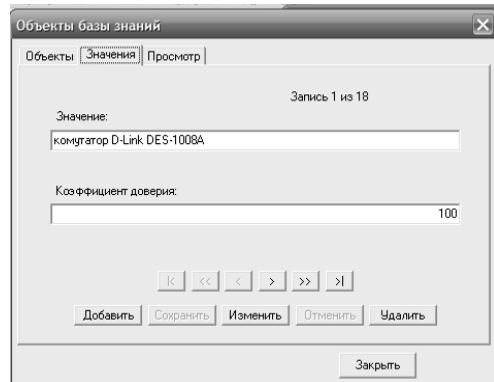 Объекты базы знаний
Объекты Значения Просмотр
Запись 1 из 18
Значение:
комутатор D-Link DES-1008A
Коэффициент доверия:
100
|< << < > >> >|
Добавить Сохранить Изменить Отменить Удалить
Закрыть